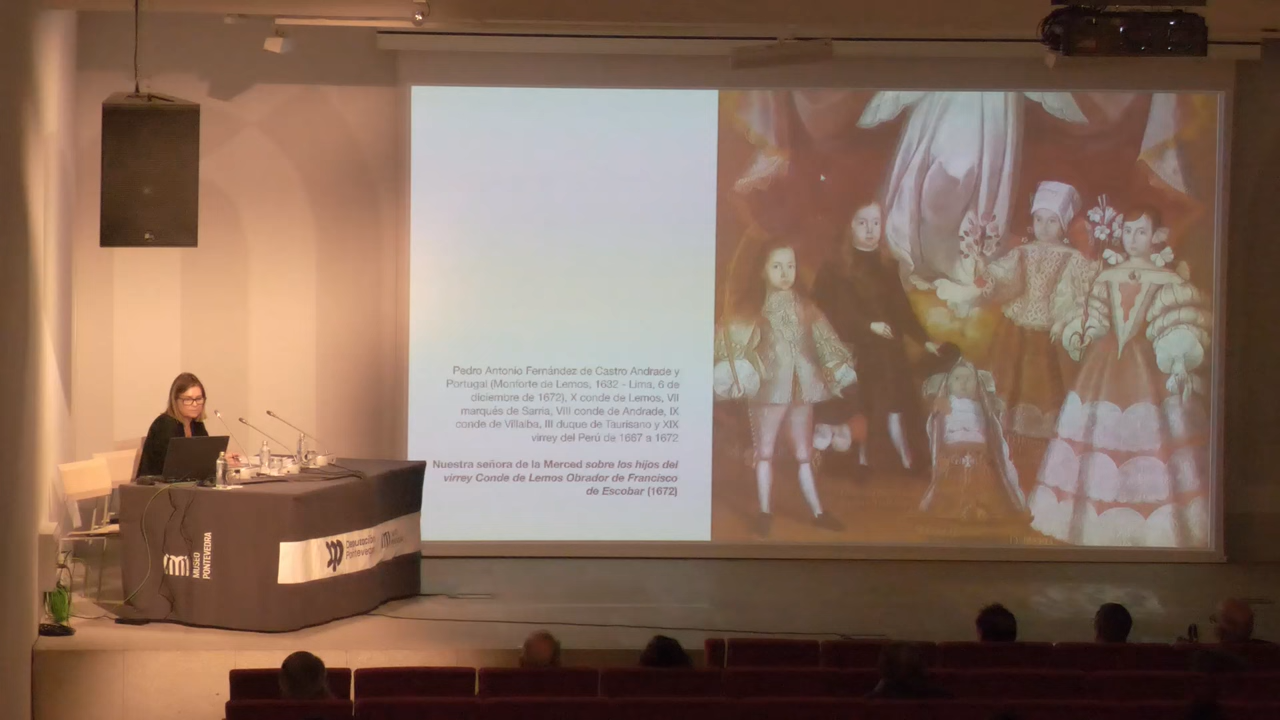 Pedro Antonio Fernández de Castro Andrade y
Portugal (Monforte de Lemos, 1632 - Lima, 6 de
diciembre de 1672), X conde de Lemos, VII
marqués de Sarria, VIII conde de Andrade, IX
conde de Villalba, III duque de Taurisano y XIX
virrey del Perú de 1667 a 1672
Nuestra señora de la Merced sobre los hijos del
virrey Conde de Lemos Obrador de Francisco
de Escobar (1672)
MUSEO
PONTEVEDRA
Deputación
Pontevedra